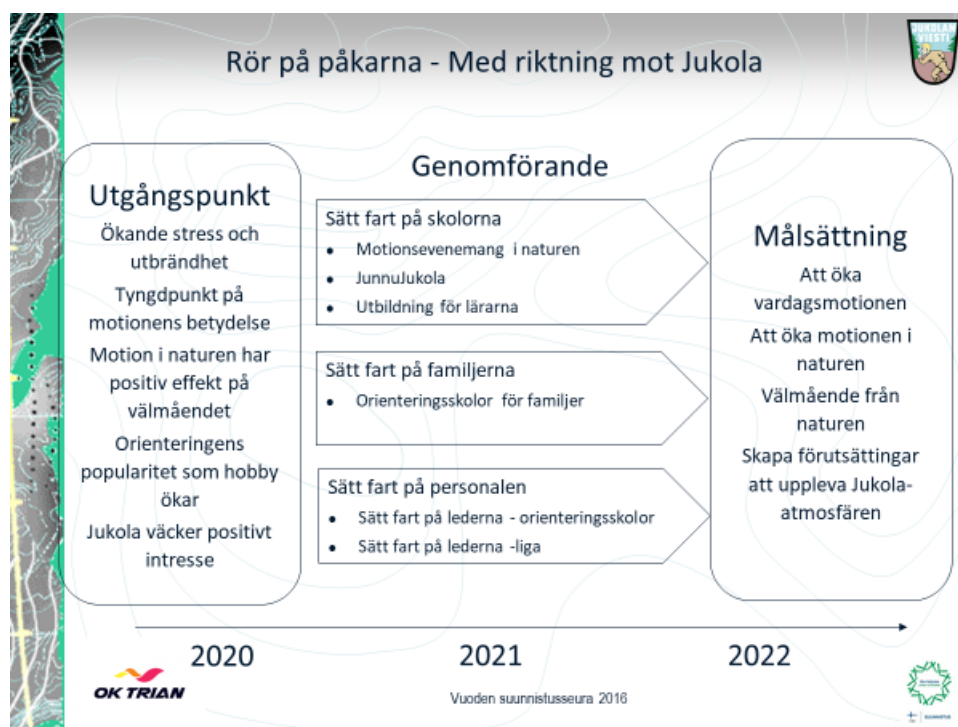 JUKOLAN
VIESTI
Rör på påkarna - Med riktning mot Jukola
Utgångspunkt
Ökande stress och
utbrändhet
Tyngdpunkt på
motionens betydelse
Motion i naturen har
positiv effekt på
välmåendet
Orienteringens
popularitet som hobby
ökar
Jukola väcker positivt
intresse
Genomförande
Sätt fart på skolorna
• Motionsevenemang i naturen
• JunnuJukola
• Utbildning för lärarna
Sätt fart på familjerna
• Orienteringsskolor för familjer
Sätt fart på personalen
• Sätt fart på lederna - orienteringsskolor
• Sätt fart på lederna -liga
Målsättning
Att öka
vardagsmotionen
Att öka motionen i
naturen
Välmående från
naturen
Skapa förutsättingar
att uppleva Jukola-
atmosfären
2020
2021
2022
OK TRIAN
Vuoden suunnistusseura 2016
SUUNNISTUS